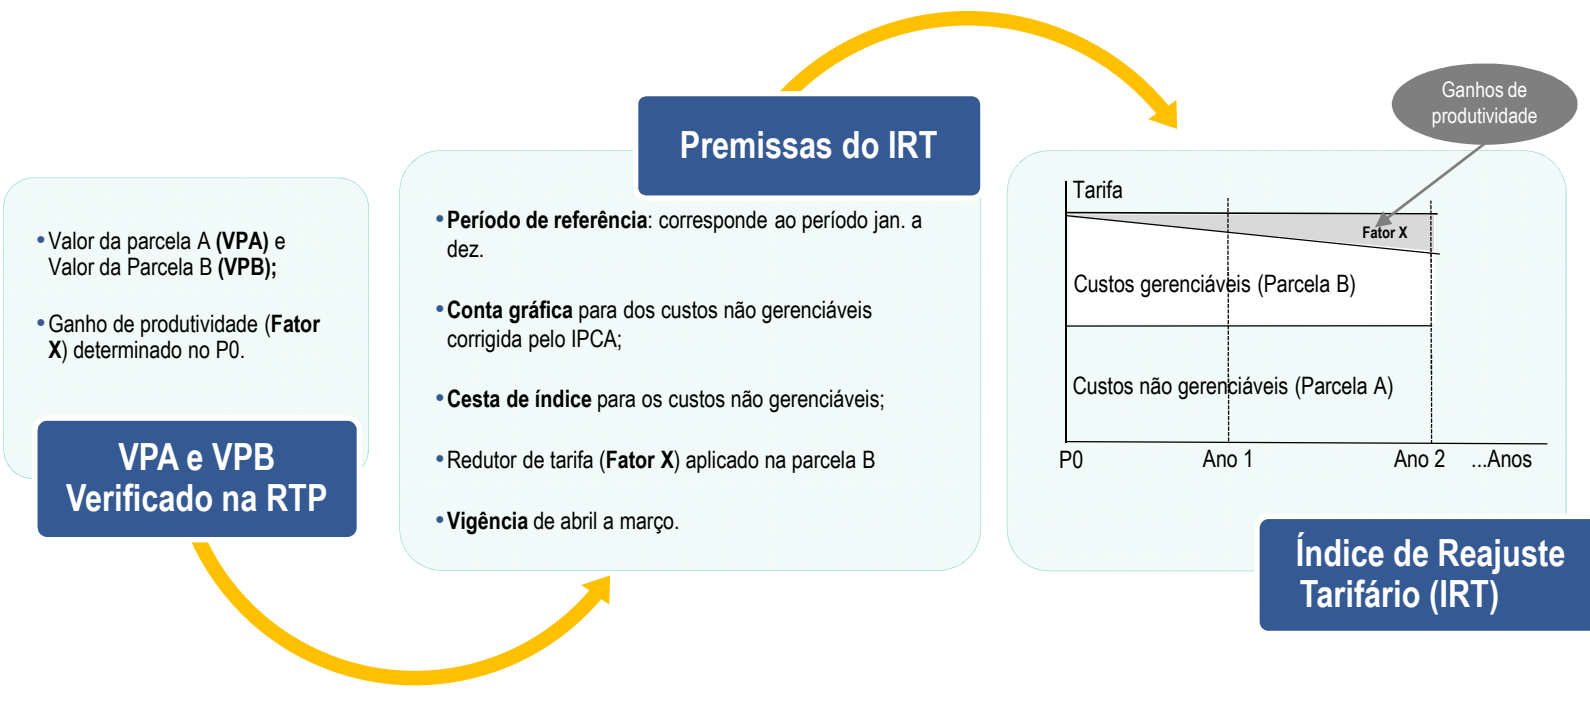 • Valor da parcela A (VPA) e
Valor da Parcela B (VPB);
• Ganho de produtividade (Fator
X) determinado no P0.
VPA e VPB
Verificado na RTP
Premissas do IRT
• Período de referência: corresponde ao período jan. a
dez.
• Conta gráfica para dos custos não gerenciáveis
corrigida pelo IPCA;
• Cesta de índice para os custos não gerenciáveis;
• Redutor de tarifa (Fator X) aplicado na parcela B
• Vigência de abril a março.
Ganhos de
produtividade
Tarifa
Fator X
Custos gerenciáveis (Parcela B)
Custos não gerenciáveis (Parcela A)
P0 Ano 1 Ano 2 ...Anos
Índice de Reajuste
Tarifário (IRT)